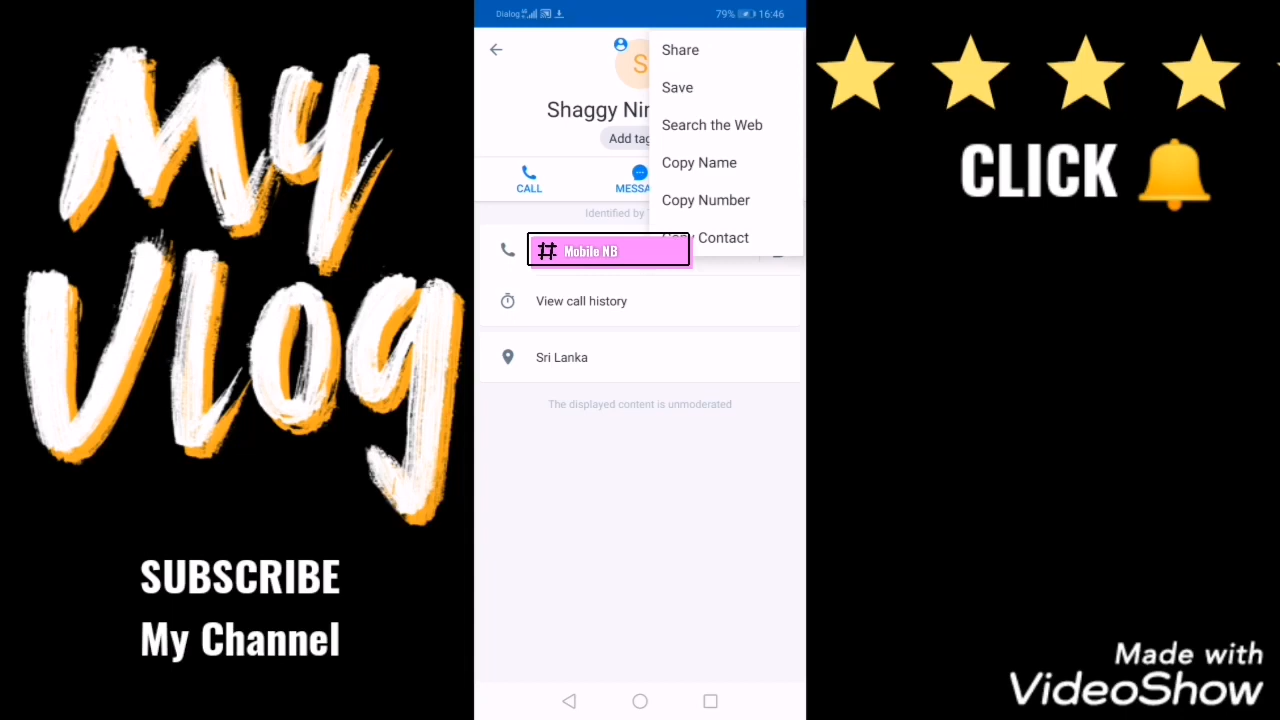 My
Vlog
SUBSCRIBE
My Channel
Dialog 79% 16:46
S
Shaggy
Add tag
CALL
Identified by
Mobile NB
View call history
Sri Lanka
The displayed content is unmoderated
Share
Save
Search the Web
Copy Name
Copy Number
Contact
CLICK
Made with
VideoShow